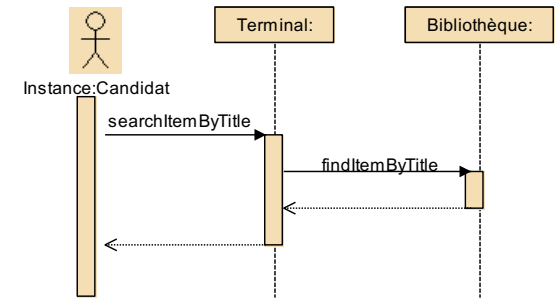 Terminal:
Bibliothèque:
Instance:Candidat
searchItemByTitle
findItemByTitle